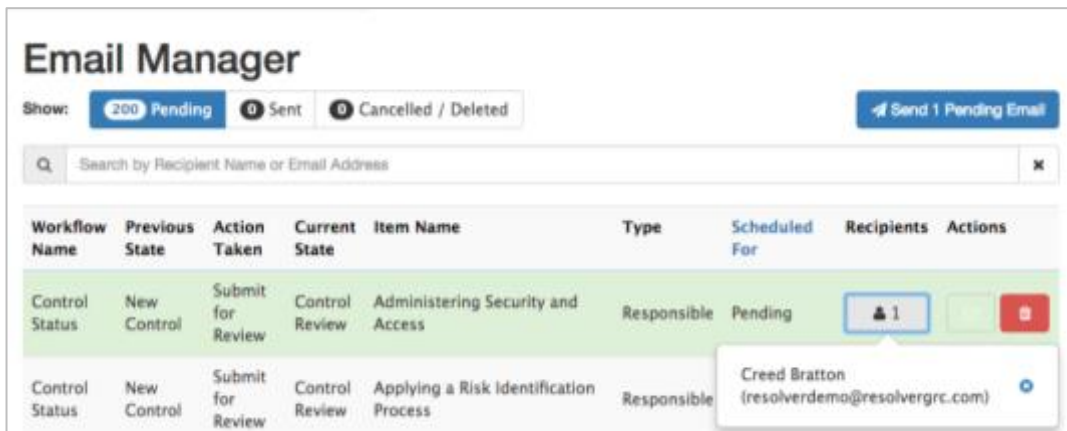 Email Manager
Show: 200 Pending 0 Sent 0 Cancelled / Deleted Send 1 Pending Email
Search by Recipient Name or Email Address
Workflow Name Previous State Action Taken Current State Item Name Type Scheduled For Recipients Actions
Control Status New Control Submit for Review Control Review Administering Security and Access Responsible Pending 1
Control Status New Control Submit for Review Control Review Applying a Risk Identification Process Responsible
Creed Bratton
(resolverdemo@resolvergrc.com)